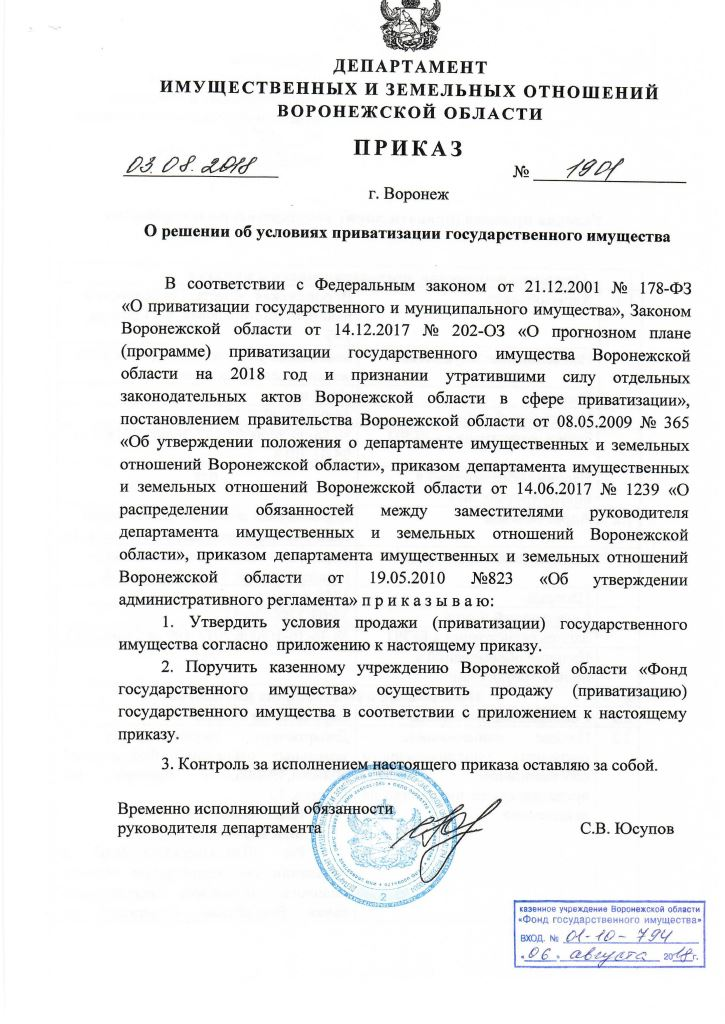 ДЕПАРТАМЕНТ
ИМУЩЕСТВЕННЫХ И ЗЕМЕЛЬНЫХ ОТНОШЕНИЙ
ВОРОНЕЖСКОЙ ОБЛАСТИ
ПРИКАЗ
03.08.2018 № 1901
г. Воронеж
О решении об условиях приватизации государственного имущества
В соответствии с Федеральным законом от 21.12.2001 № 178-ФЗ
«О приватизации государственного и муниципального имущества», Законом
Воронежской области от 14.12.2017 № 202-ОЗ «О прогнозном плане
(программе) приватизации государственного имущества Воронежской
области на 2018 год и признании утратившими силу отдельных
законодательных актов Воронежской области в сфере приватизации»,
постановлением правительства Воронежской области от 08.05.2009 № 365
«Об утверждении положения о департаменте имущественных и земельных
отношений Воронежской области», приказом департамента имущественных
и земельных отношений Воронежской области от 14.06.2017 № 1239 «О
распределении обязанностей между заместителями руководителя
департамента имущественных и земельных отношений Воронежской
области», приказом департамента имущественных и земельных отношений
Воронежской области от 19.05.2010 №823 «Об утверждении
административного регламента» п р и к а з ы в а ю:
1. Утвердить условия продажи (приватизации) государственного
имущества согласно приложению к настоящему приказу.
2. Поручить казенному учреждению Воронежской области «Фонд
государственного имущества» осуществить продажу (приватизацию)
государственного имущества в соответствии с приложением к настоящему
приказу.
3. Контроль за исполнением настоящего приказа оставляю за собой.
Временно исполняющий обязанности
руководителя департамента С.В. Юсупов
2
казенное учреждение Воронежской области
«Фонд государственного имущества»
ВХОД. № 01-10-794
«06» августа 2018 г.